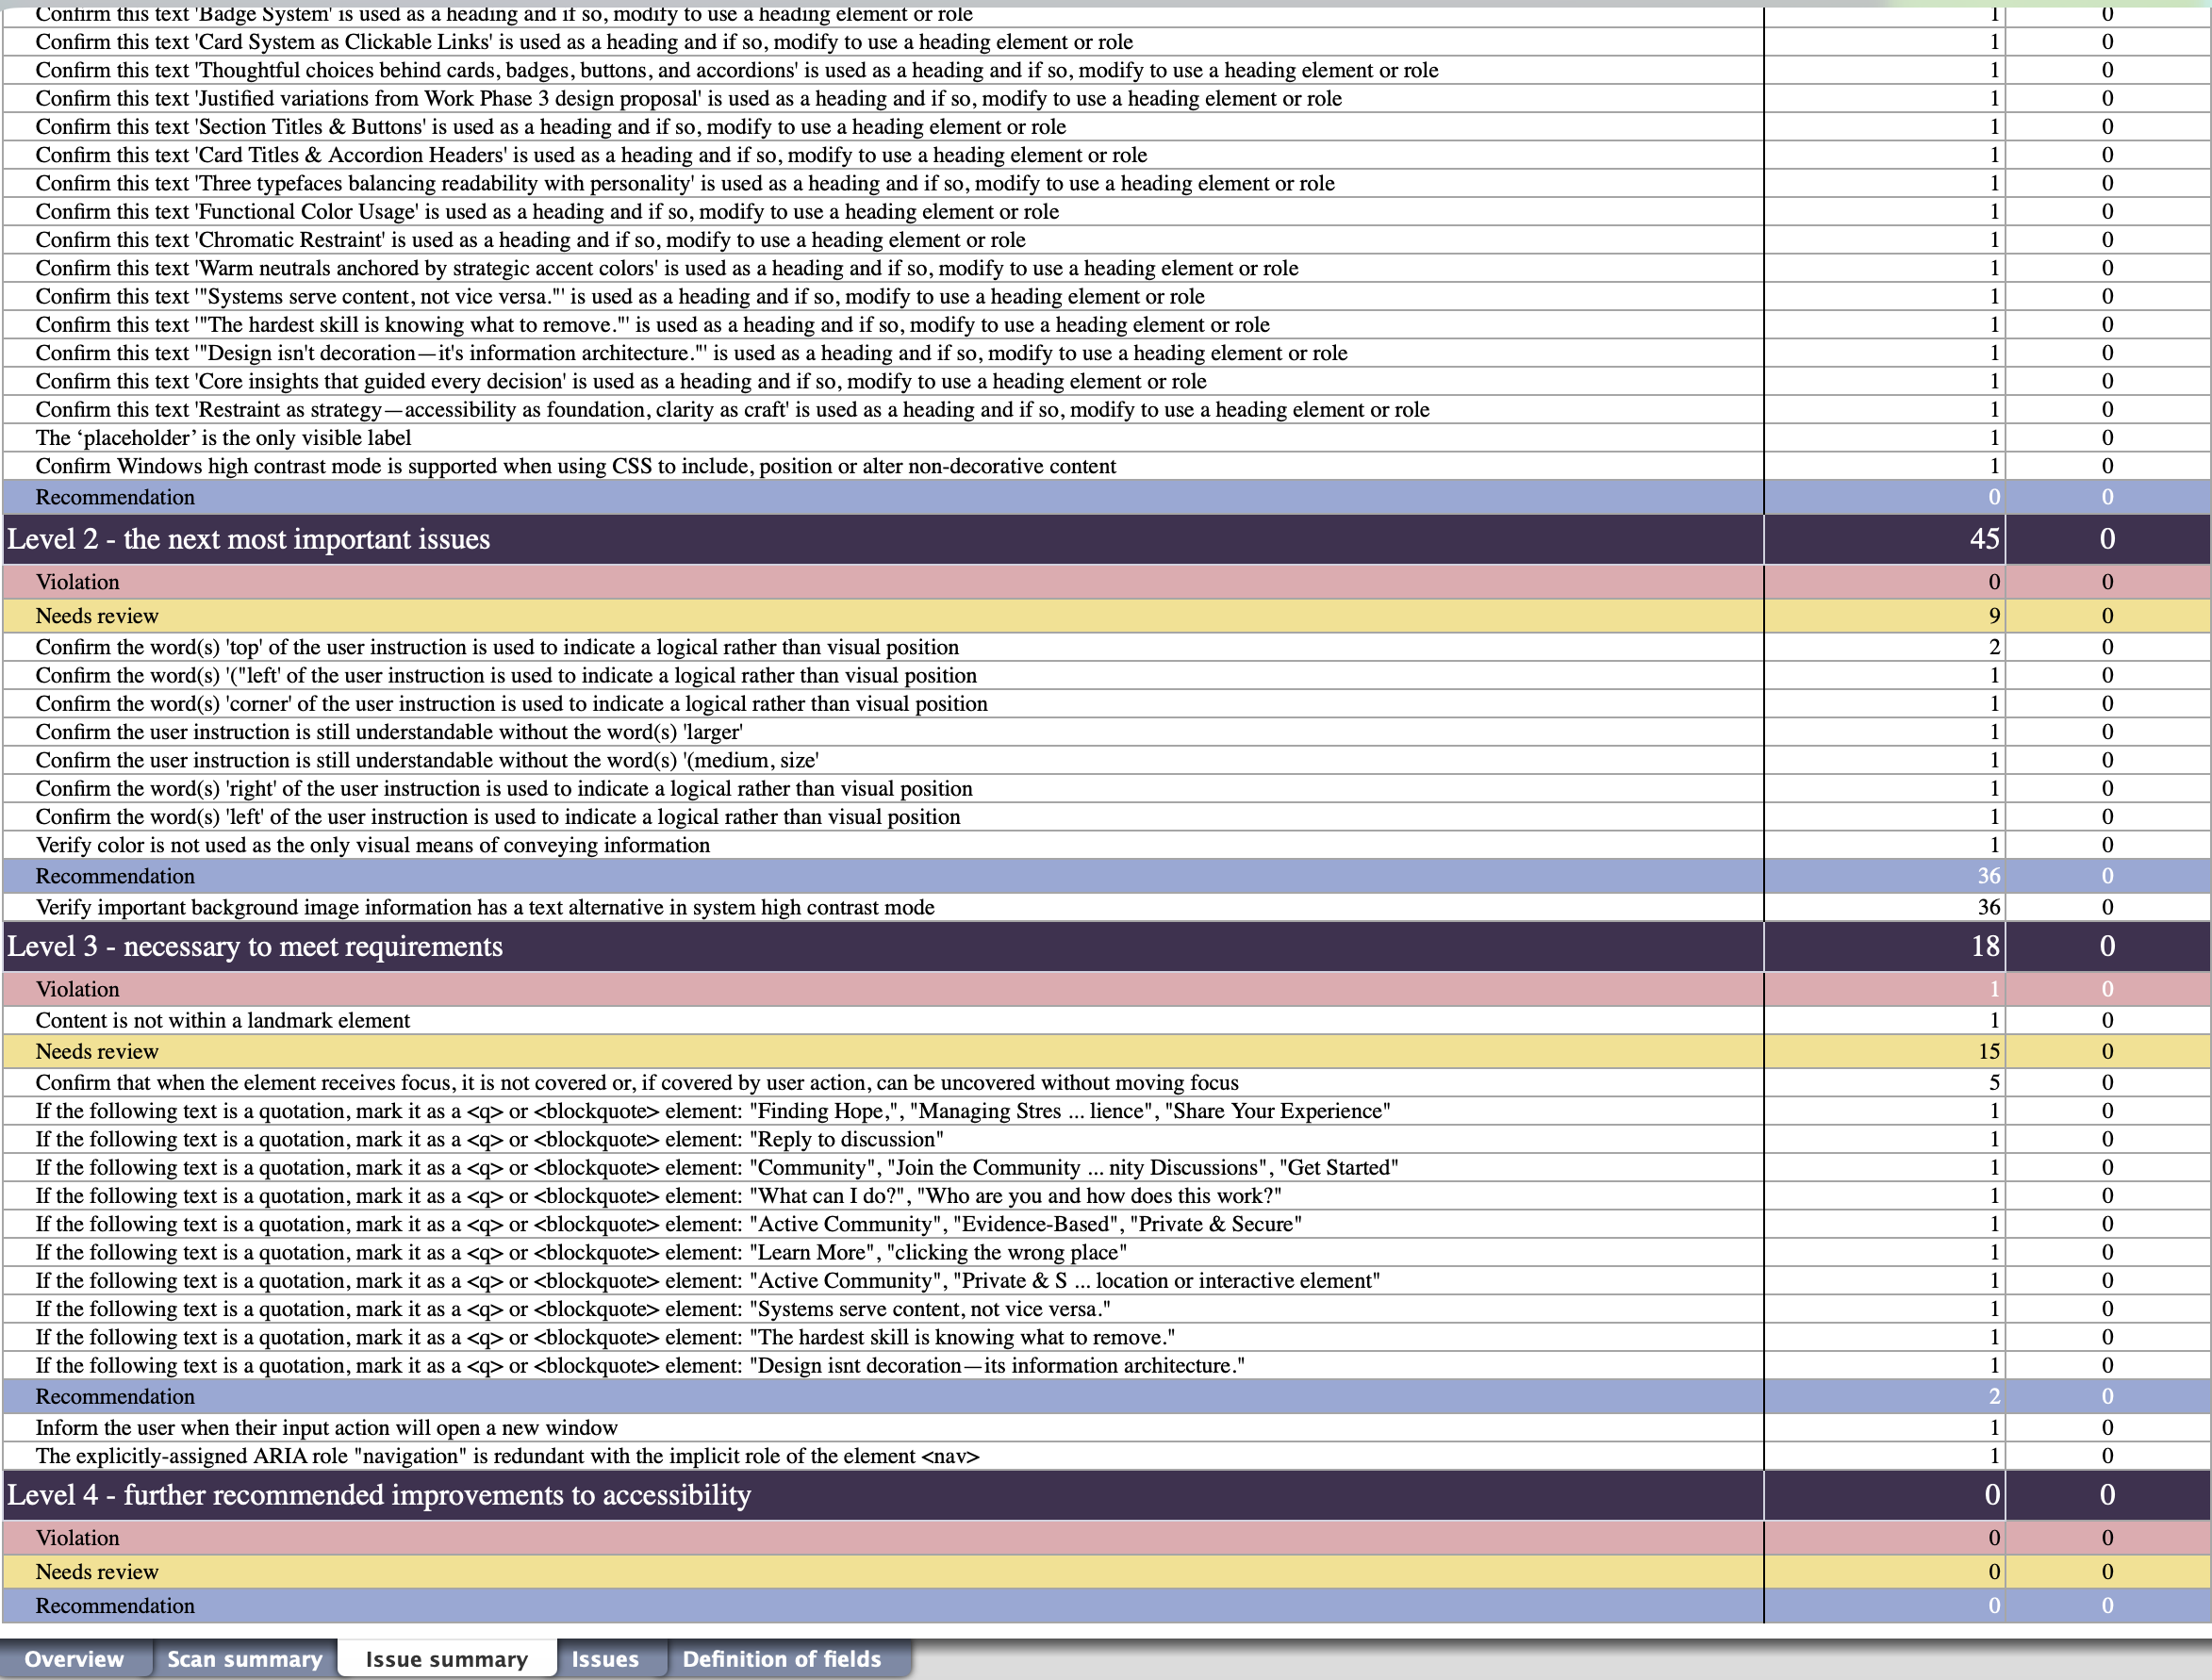 Confirm this text 'Badge System' is used as a heading and if so, modify to use a heading element or role 1 0
Confirm this text 'Card System as Clickable Links' is used as a heading and if so, modify to use a heading element or role 1 0
Confirm this text 'Thoughtful choices behind cards, badges, buttons, and accordions' is used as a heading and if so, modify to use a heading element or role 1 0
Confirm this text 'Justified variations from Work Phase 3 design proposal' is used as a heading and if so, modify to use a heading element or role 1 0
Confirm this text 'Section Titles & Buttons' is used as a heading and if so, modify to use a heading element or role 1 0
Confirm this text 'Card Titles & Accordion Headers' is used as a heading and if so, modify to use a heading element or role 1 0
Confirm this text 'Three typefaces balancing readability with personality' is used as a heading and if so, modify to use a heading element or role 1 0
Confirm this text 'Functional Color Usage' is used as a heading and if so, modify to use a heading element or role 1 0
Confirm this text 'Chromatic Restraint' is used as a heading and if so, modify to use a heading element or role 1 0
Confirm this text 'Warm neutrals anchored by strategic accent colors' is used as a heading and if so, modify to use a heading element or role 1 0
Confirm this text '"Systems serve content, not vice versa."' is used as a heading and if so, modify to use a heading element or role 1 0
Confirm this text '"The hardest skill is knowing what to remove."' is used as a heading and if so, modify to use a heading element or role 1 0
Confirm this text '"Design isn't decoration—it's information architecture."' is used as a heading and if so, modify to use a heading element or role 1 0
Confirm this text 'Core insights that guided every decision' is used as a heading and if so, modify to use a heading element or role 1 0
Confirm this text 'Restraint as strategy—accessibility as foundation, clarity as craft' is used as a heading and if so, modify to use a heading element or role 1 0
The ‘placeholder’ is the only visible label 1 0
Confirm Windows high contrast mode is supported when using CSS to include, position or alter non-decorative content 1 0
Recommendation 0 0
Level 2 - the next most important issues 45 0
Violation 0 0
Needs review 9 0
Confirm the word(s) 'top' of the user instruction is used to indicate a logical rather than visual position 2 0
Confirm the word(s) '("left' of the user instruction is used to indicate a logical rather than visual position 1 0
Confirm the word(s) 'corner' of the user instruction is used to indicate a logical rather than visual position 1 0
Confirm the user instruction is still understandable without the word(s) 'larger' 1 0
Confirm the user instruction is still understandable without the word(s) '(medium, size' 1 0
Confirm the word(s) 'right' of the user instruction is used to indicate a logical rather than visual position 1 0
Confirm the word(s) 'left' of the user instruction is used to indicate a logical rather than visual position 1 0
Verify color is not used as the only visual means of conveying information 1 0
Recommendation 36 0
Verify important background image information has a text alternative in system high contrast mode 36 0
Level 3 - necessary to meet requirements 18 0
Violation 1 0
Content is not within a landmark element 1 0
Needs review 15 0
Confirm that when the element receives focus, it is not covered or, if covered by user action, can be uncovered without moving focus 5 0
If the following text is a quotation, mark it as a <q> or <blockquote> element: "Finding Hope,", "Managing Stres ... lience", "Share Your Experience" 1 0
If the following text is a quotation, mark it as a <q> or <blockquote> element: "Reply to discussion" 1 0
If the following text is a quotation, mark it as a <q> or <blockquote> element: "Community", "Join the Community ... nity Discussions", "Get Started" 1 0
If the following text is a quotation, mark it as a <q> or <blockquote> element: "What can I do?", "Who are you and how does this work?" 1 0
If the following text is a quotation, mark it as a <q> or <blockquote> element: "Active Community", "Evidence-Based", "Private & Secure" 1 0
If the following text is a quotation, mark it as a <q> or <blockquote> element: "Learn More", "clicking the wrong place" 1 0
If the following text is a quotation, mark it as a <q> or <blockquote> element: "Active Community", "Private & S ... location or interactive element" 1 0
If the following text is a quotation, mark it as a <q> or <blockquote> element: "Systems serve content, not vice versa." 1 0
If the following text is a quotation, mark it as a <q> or <blockquote> element: "The hardest skill is knowing what to remove." 1 0
If the following text is a quotation, mark it as a <q> or <blockquote> element: "Design isnt decoration—its information architecture." 1 0
Recommendation 2 0
Inform the user when their input action will open a new window 1 0
The explicitly-assigned ARIA role "navigation" is redundant with the implicit role of the element <nav> 1 0
Level 4 - further recommended improvements to accessibility 0 0
Violation 0 0
Needs review 0 0
Recommendation 0 0
Overview Scan summary Issue summary Issues Definition of fields